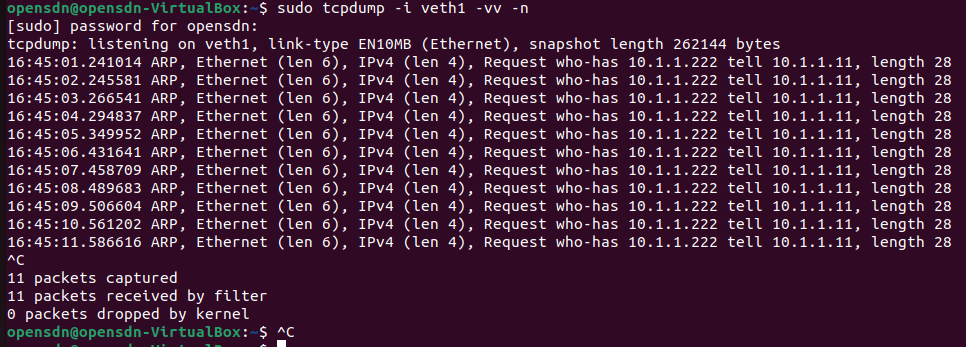 opensdn@opensdn-VirtualBox:~$ sudo tcpdump -i veth1 -vv -n
[sudo] password for opensdn:
tcpdump: listening on veth1, link-type EN10MB (Ethernet), snapshot length 262144 bytes
16:45:01.241014 ARP, Ethernet (len 6), IPv4 (len 4), Request who-has 10.1.1.222 tell 10.1.1.11, length 28
16:45:02.245581 ARP, Ethernet (len 6), IPv4 (len 4), Request who-has 10.1.1.222 tell 10.1.1.11, length 28
16:45:03.266541 ARP, Ethernet (len 6), IPv4 (len 4), Request who-has 10.1.1.222 tell 10.1.1.11, length 28
16:45:04.294837 ARP, Ethernet (len 6), IPv4 (len 4), Request who-has 10.1.1.222 tell 10.1.1.11, length 28
16:45:05.349952 ARP, Ethernet (len 6), IPv4 (len 4), Request who-has 10.1.1.222 tell 10.1.1.11, length 28
16:45:06.431641 ARP, Ethernet (len 6), IPv4 (len 4), Request who-has 10.1.1.222 tell 10.1.1.11, length 28
16:45:07.458709 ARP, Ethernet (len 6), IPv4 (len 4), Request who-has 10.1.1.222 tell 10.1.1.11, length 28
16:45:08.489683 ARP, Ethernet (len 6), IPv4 (len 4), Request who-has 10.1.1.222 tell 10.1.1.11, length 28
16:45:09.506604 ARP, Ethernet (len 6), IPv4 (len 4), Request who-has 10.1.1.222 tell 10.1.1.11, length 28
16:45:10.561202 ARP, Ethernet (len 6), IPv4 (len 4), Request who-has 10.1.1.222 tell 10.1.1.11, length 28
16:45:11.586616 ARP, Ethernet (len 6), IPv4 (len 4), Request who-has 10.1.1.222 tell 10.1.1.11, length 28
^C
11 packets captured
11 packets received by filter
0 packets dropped by kernel
opensdn@opensdn-VirtualBox:~$ ^C